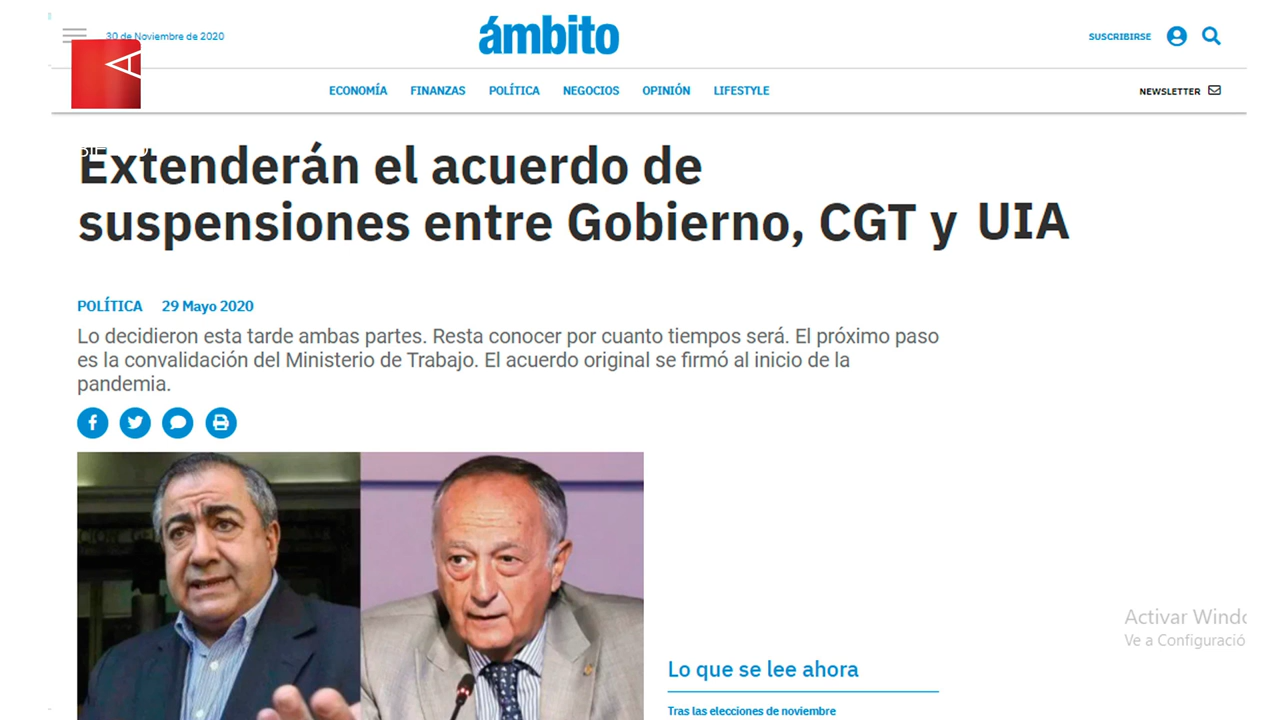 30 de Noviembre de 2020
ámbito
SUSCRIBIRSE
A
ECONOMÍA FINANZAS POLÍTICA NEGOCIOS OPINIÓN LIFESTYLE
NEWSLETTER
Extenderán el acuerdo de
suspensiones entre Gobierno, CGT y UIA
POLÍTICA 29 Mayo 2020
Lo decidieron esta tarde ambas partes. Resta conocer por cuanto tiempos será. El próximo paso
es la convalidación del Ministerio de Trabajo. El acuerdo original se firmó al inicio de la
pandemia.
Activar Windo
Ve a Configuració
Lo que se lee ahora
Tras las elecciones de noviembre